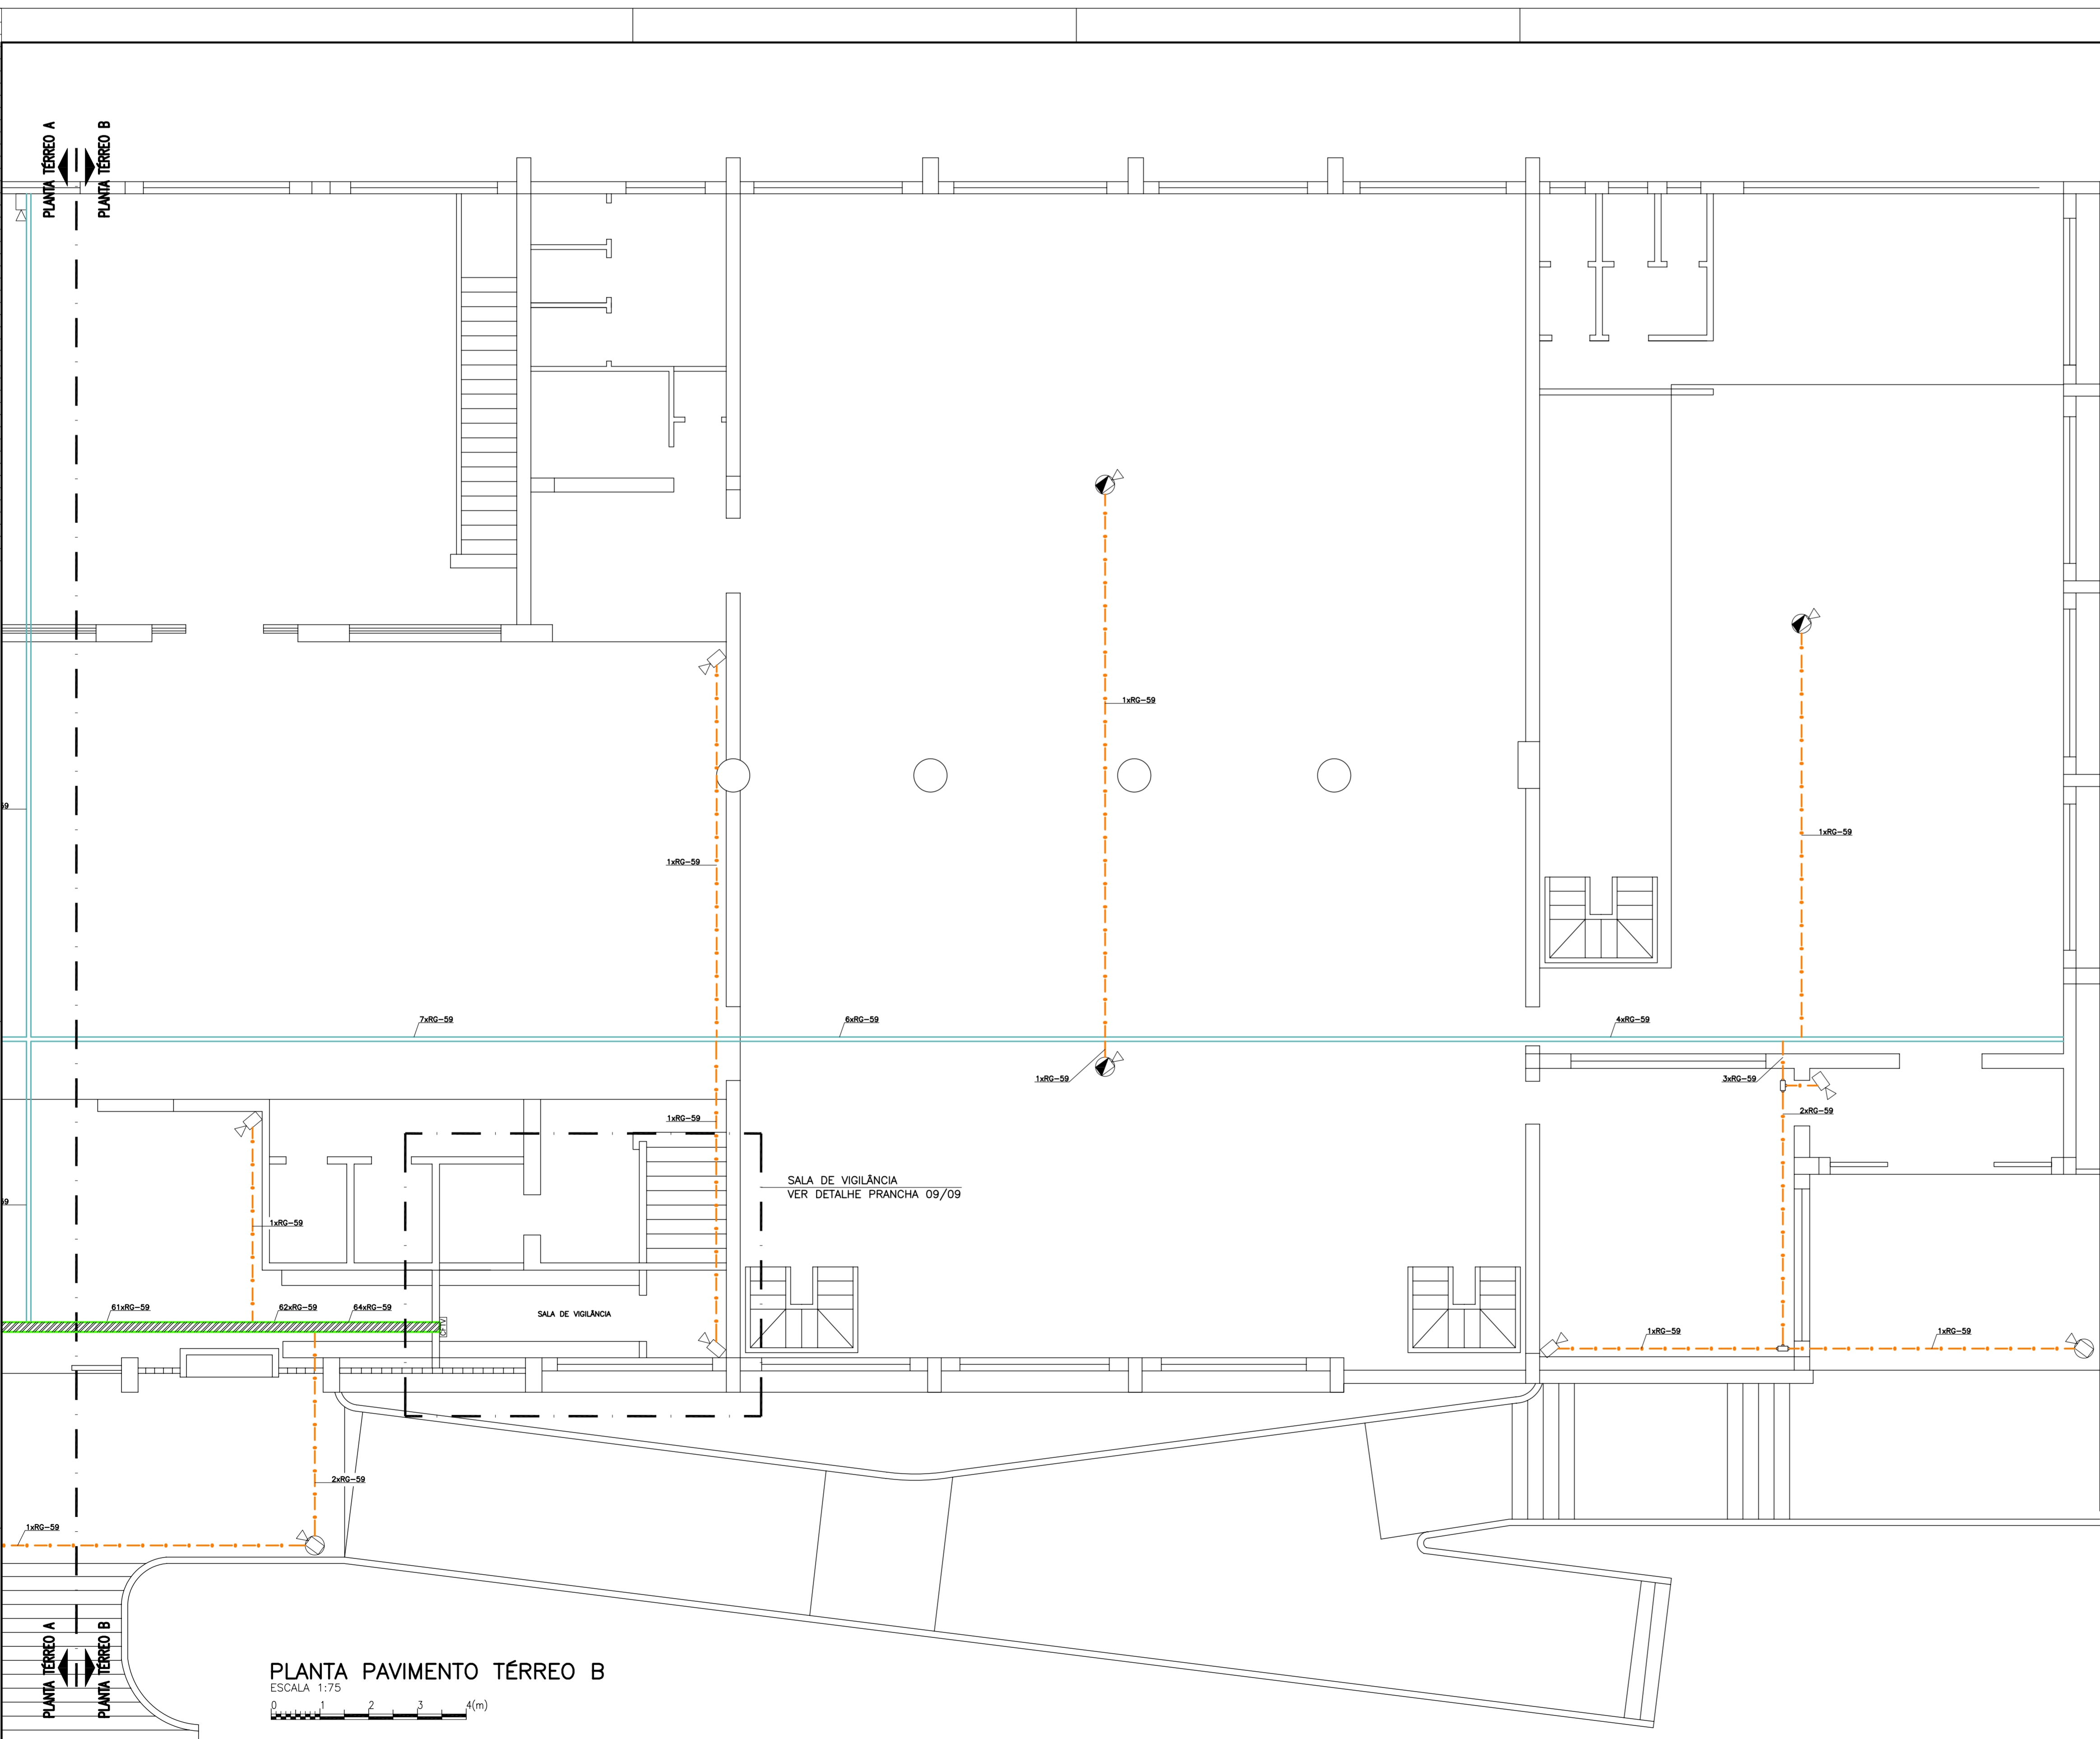 PLANTA TÉRREO A
PLANTA TÉRREO B
1xRG-59
1xRG-59
59
1xRG-59
7xRG-59
6xRG-59
4xRG-59
1xRG-59
3xRG-59
2xRG-59
1xRG-59
SALA DE VIGILÂNCIA
VER DETALHE PRANCHA 09/09
59
1xRG-59
61xRG-59
62xRG-59
64xRG-59
SALA DE VIGILÂNCIA
CFTV
1xRG-59
1xRG-59
2xRG-59
1xRG-59
PLANTA TÉRREO A
PLANTA TÉRREO B
PLANTA PAVIMENTO TÉRREO B
ESCALA 1:75
0 1 2 3 4(m)